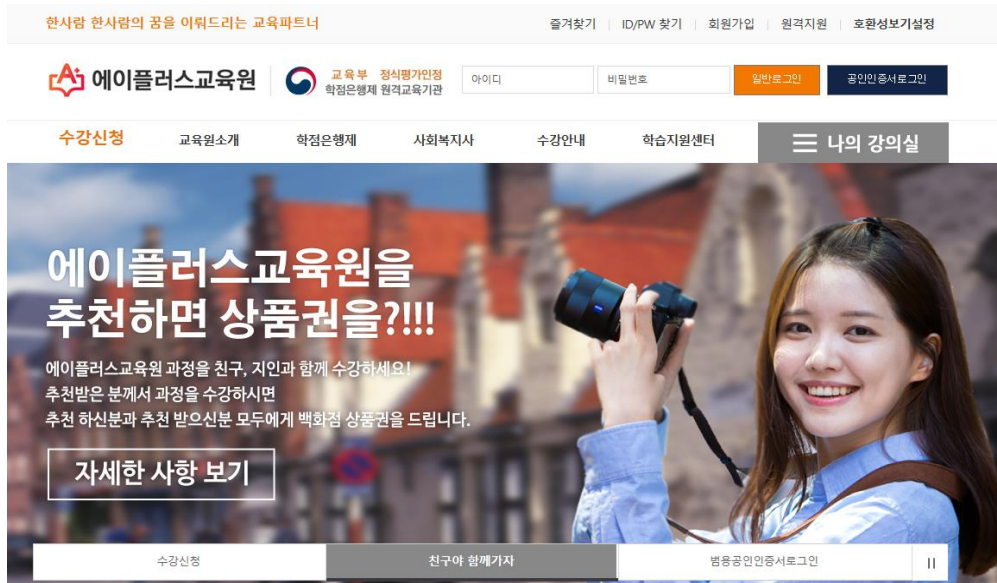 한사람 한사람의 꿈을 이뤄드리는 교육파트너
즐겨찾기 ID/PW 찾기 회원가입 원격지원 호환성보기설정
에이플러스교육원
교육부 정식평가인정
학점은행제 원격교육기관
아이디 비밀번호 일반로그인 공인인증서로그인
수강신청 교육원소개 학점은행제 사회복지사 수강안내 학습지원센터 나의 강의실
에이플러스교육원을
추천하면 상품권을?!!!
에이플러스교육원 과정을 친구, 지인과 함께 수강하세요!
추천받은 분께서 과정을 수강하시면
추천 하신분과 추천 받으신분 모두에게 백화점 상품권을 드립니다.
자세한 사항 보기
수강신청 친구야 함께가자 범용공인인증서로그인